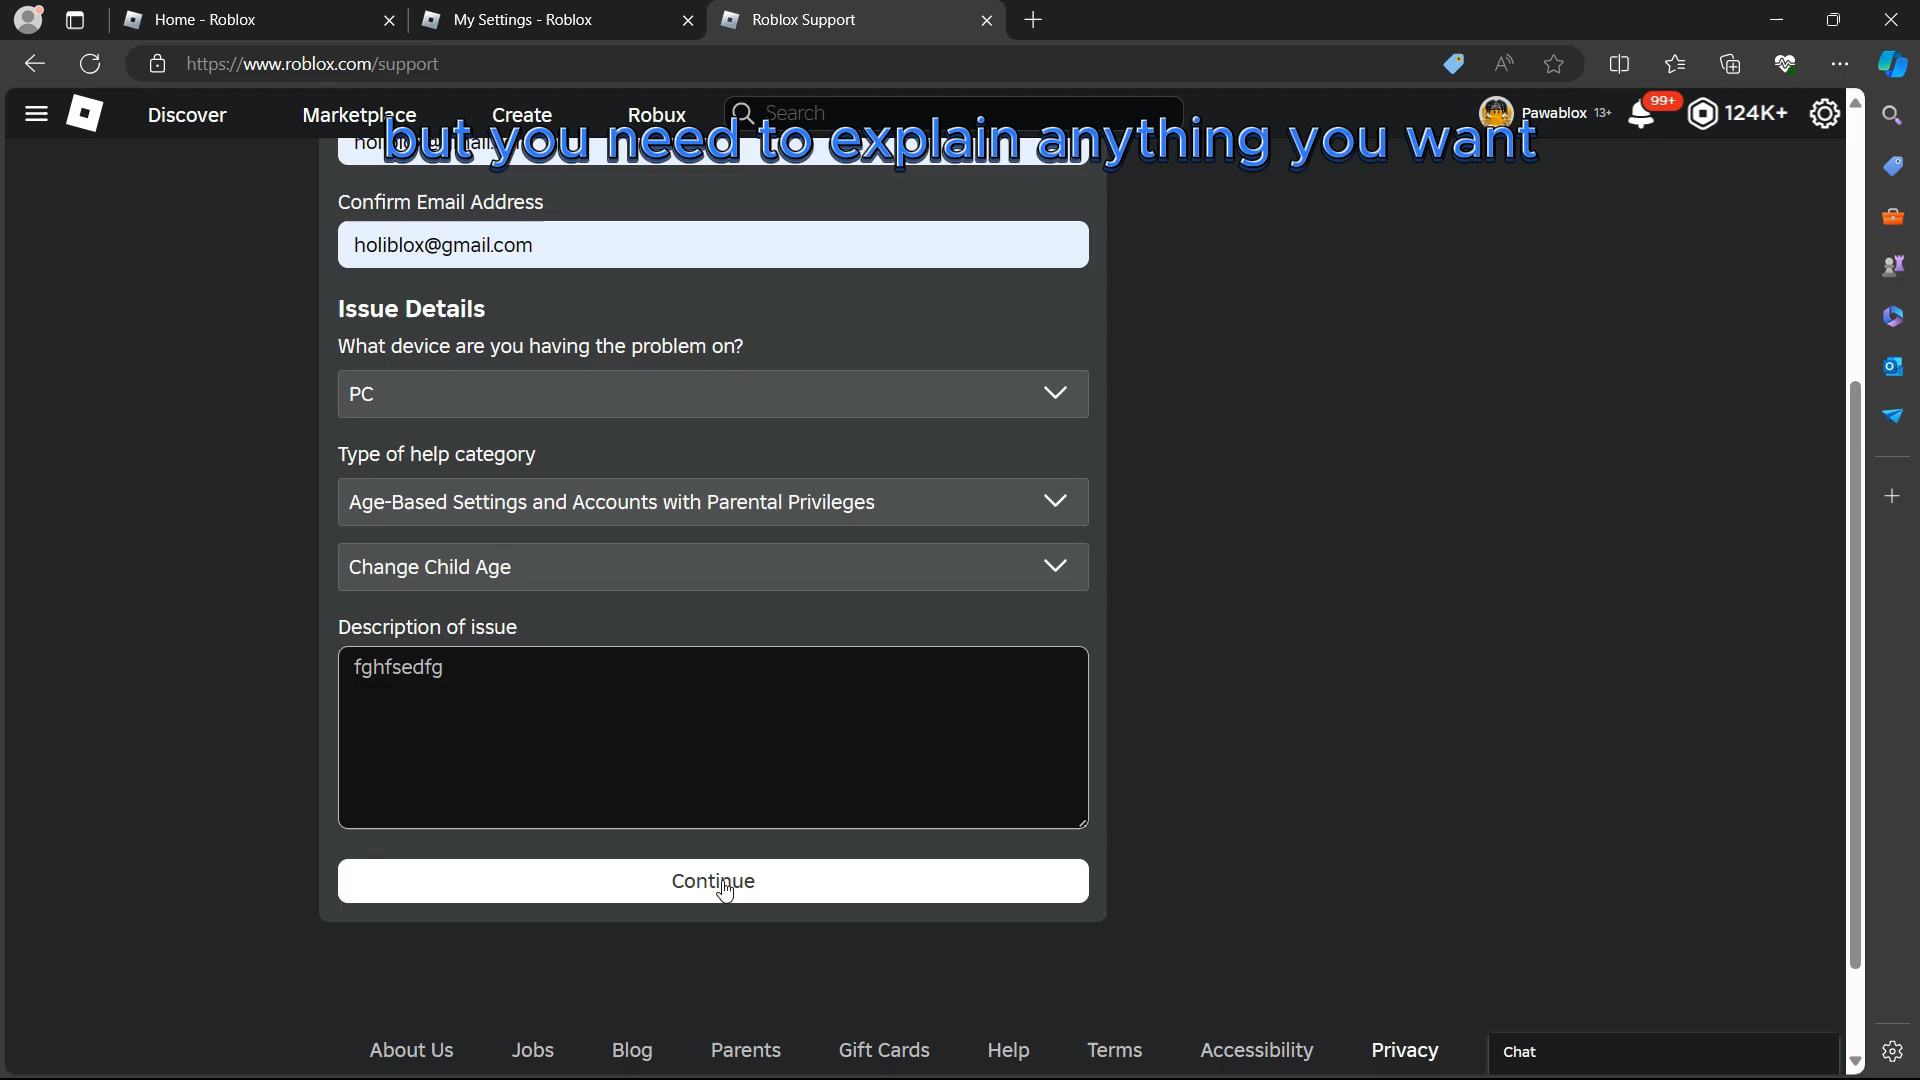 Home - Roblox
My Settings - Roblox
Roblox Support
https://www.roblox.com/support
Discover
Marketplace
Create
Robux
Search
Pawablox 13+
99+
124K+
but you need to explain anything you want
Confirm Email Address
holiblox@gmail.com
Issue Details
What device are you having the problem on?
PC
Type of help category
Age-Based Settings and Accounts with Parental Privileges
Change Child Age
Description of issue
fghfsedfg
Continue
About Us
Jobs
Blog
Parents
Gift Cards
Help
Terms
Accessibility
Privacy
Chat